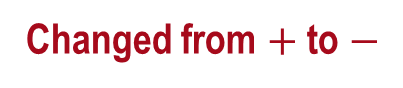 Changed from + to −